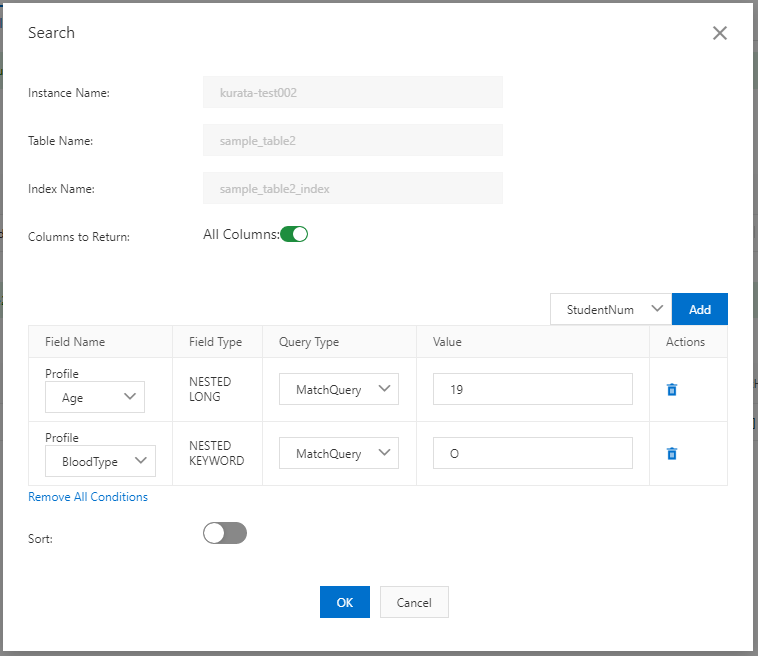 Search
Instance Name: kurata-test002
Table Name: sample_table2
Index Name: sample_table2_index
Columns to Return: All Columns:
StudentNum Add
Field Name Field Type Query Type Value Actions
Profile
Age
NESTED
LONG
MatchQuery
19
Profile
BloodType
NESTED
KEYWORD
MatchQuery
O
Remove All Conditions
Sort:
OK Cancel